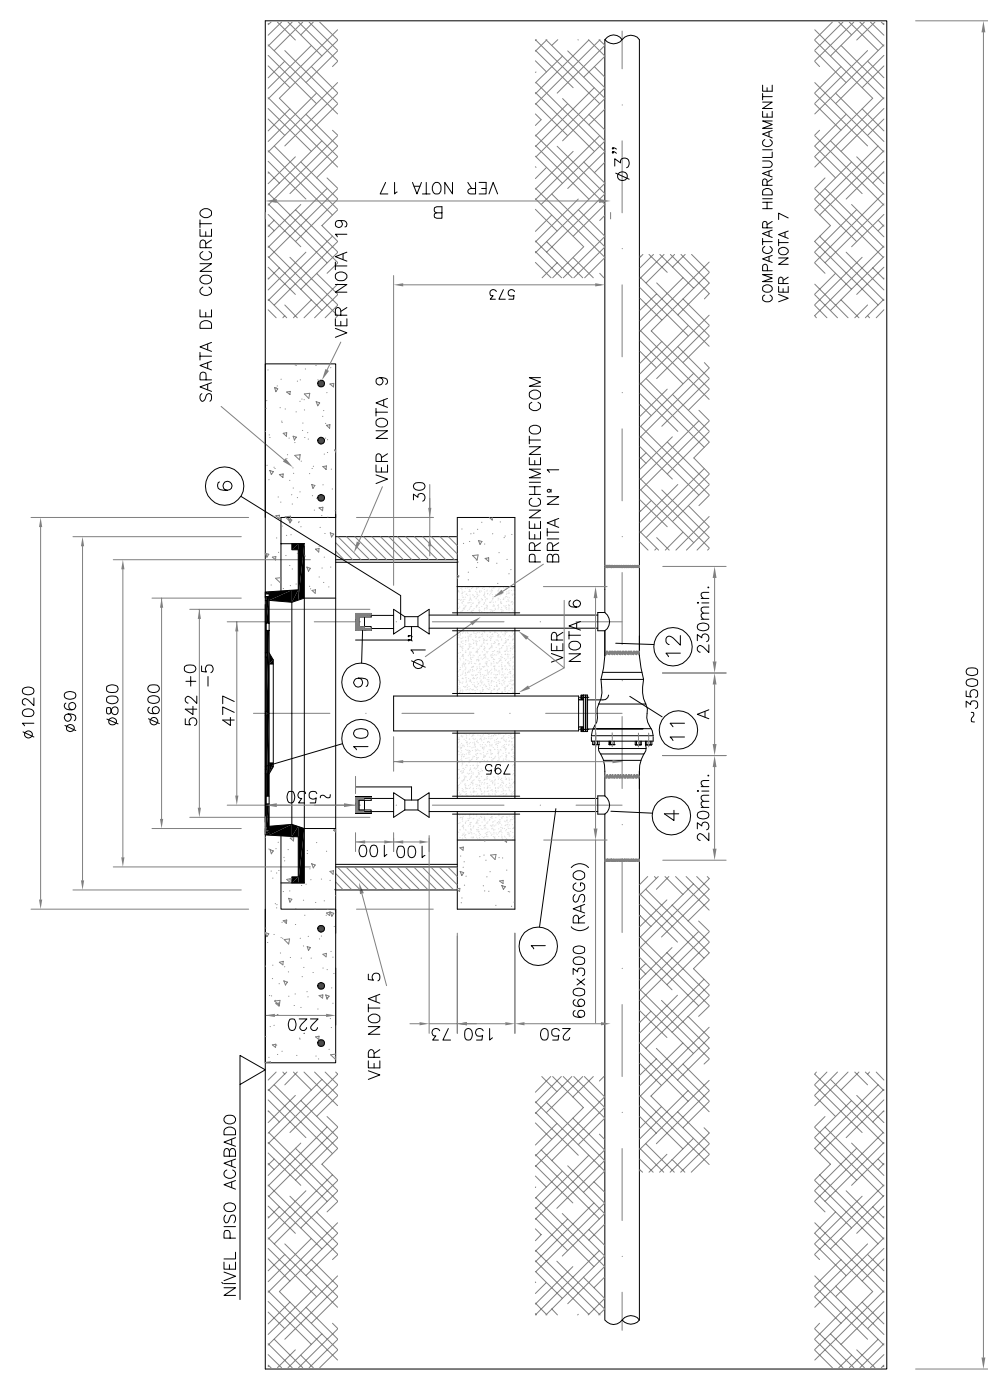 NÍVEL PISO ACABADO
SAPATA DE CONCRETO
VER NOTA 19
VER NOTA 9
VER NOTA 5
PREENCHIMENTO COM
BRITA N° 1
VER
NOTA 6
VER NOTA 17
B
COMPACTAR HIDRAULICAMENTE
VER NOTA 7
ø1020
ø960
ø800
ø600
542 +0
-5
477
~530
220
100
100
73
150
250
795
573
30
ø1"
ø3"
660x300 (RASGO)
230min.
A
230min.
~3500
6
9
10
1
4
11
12